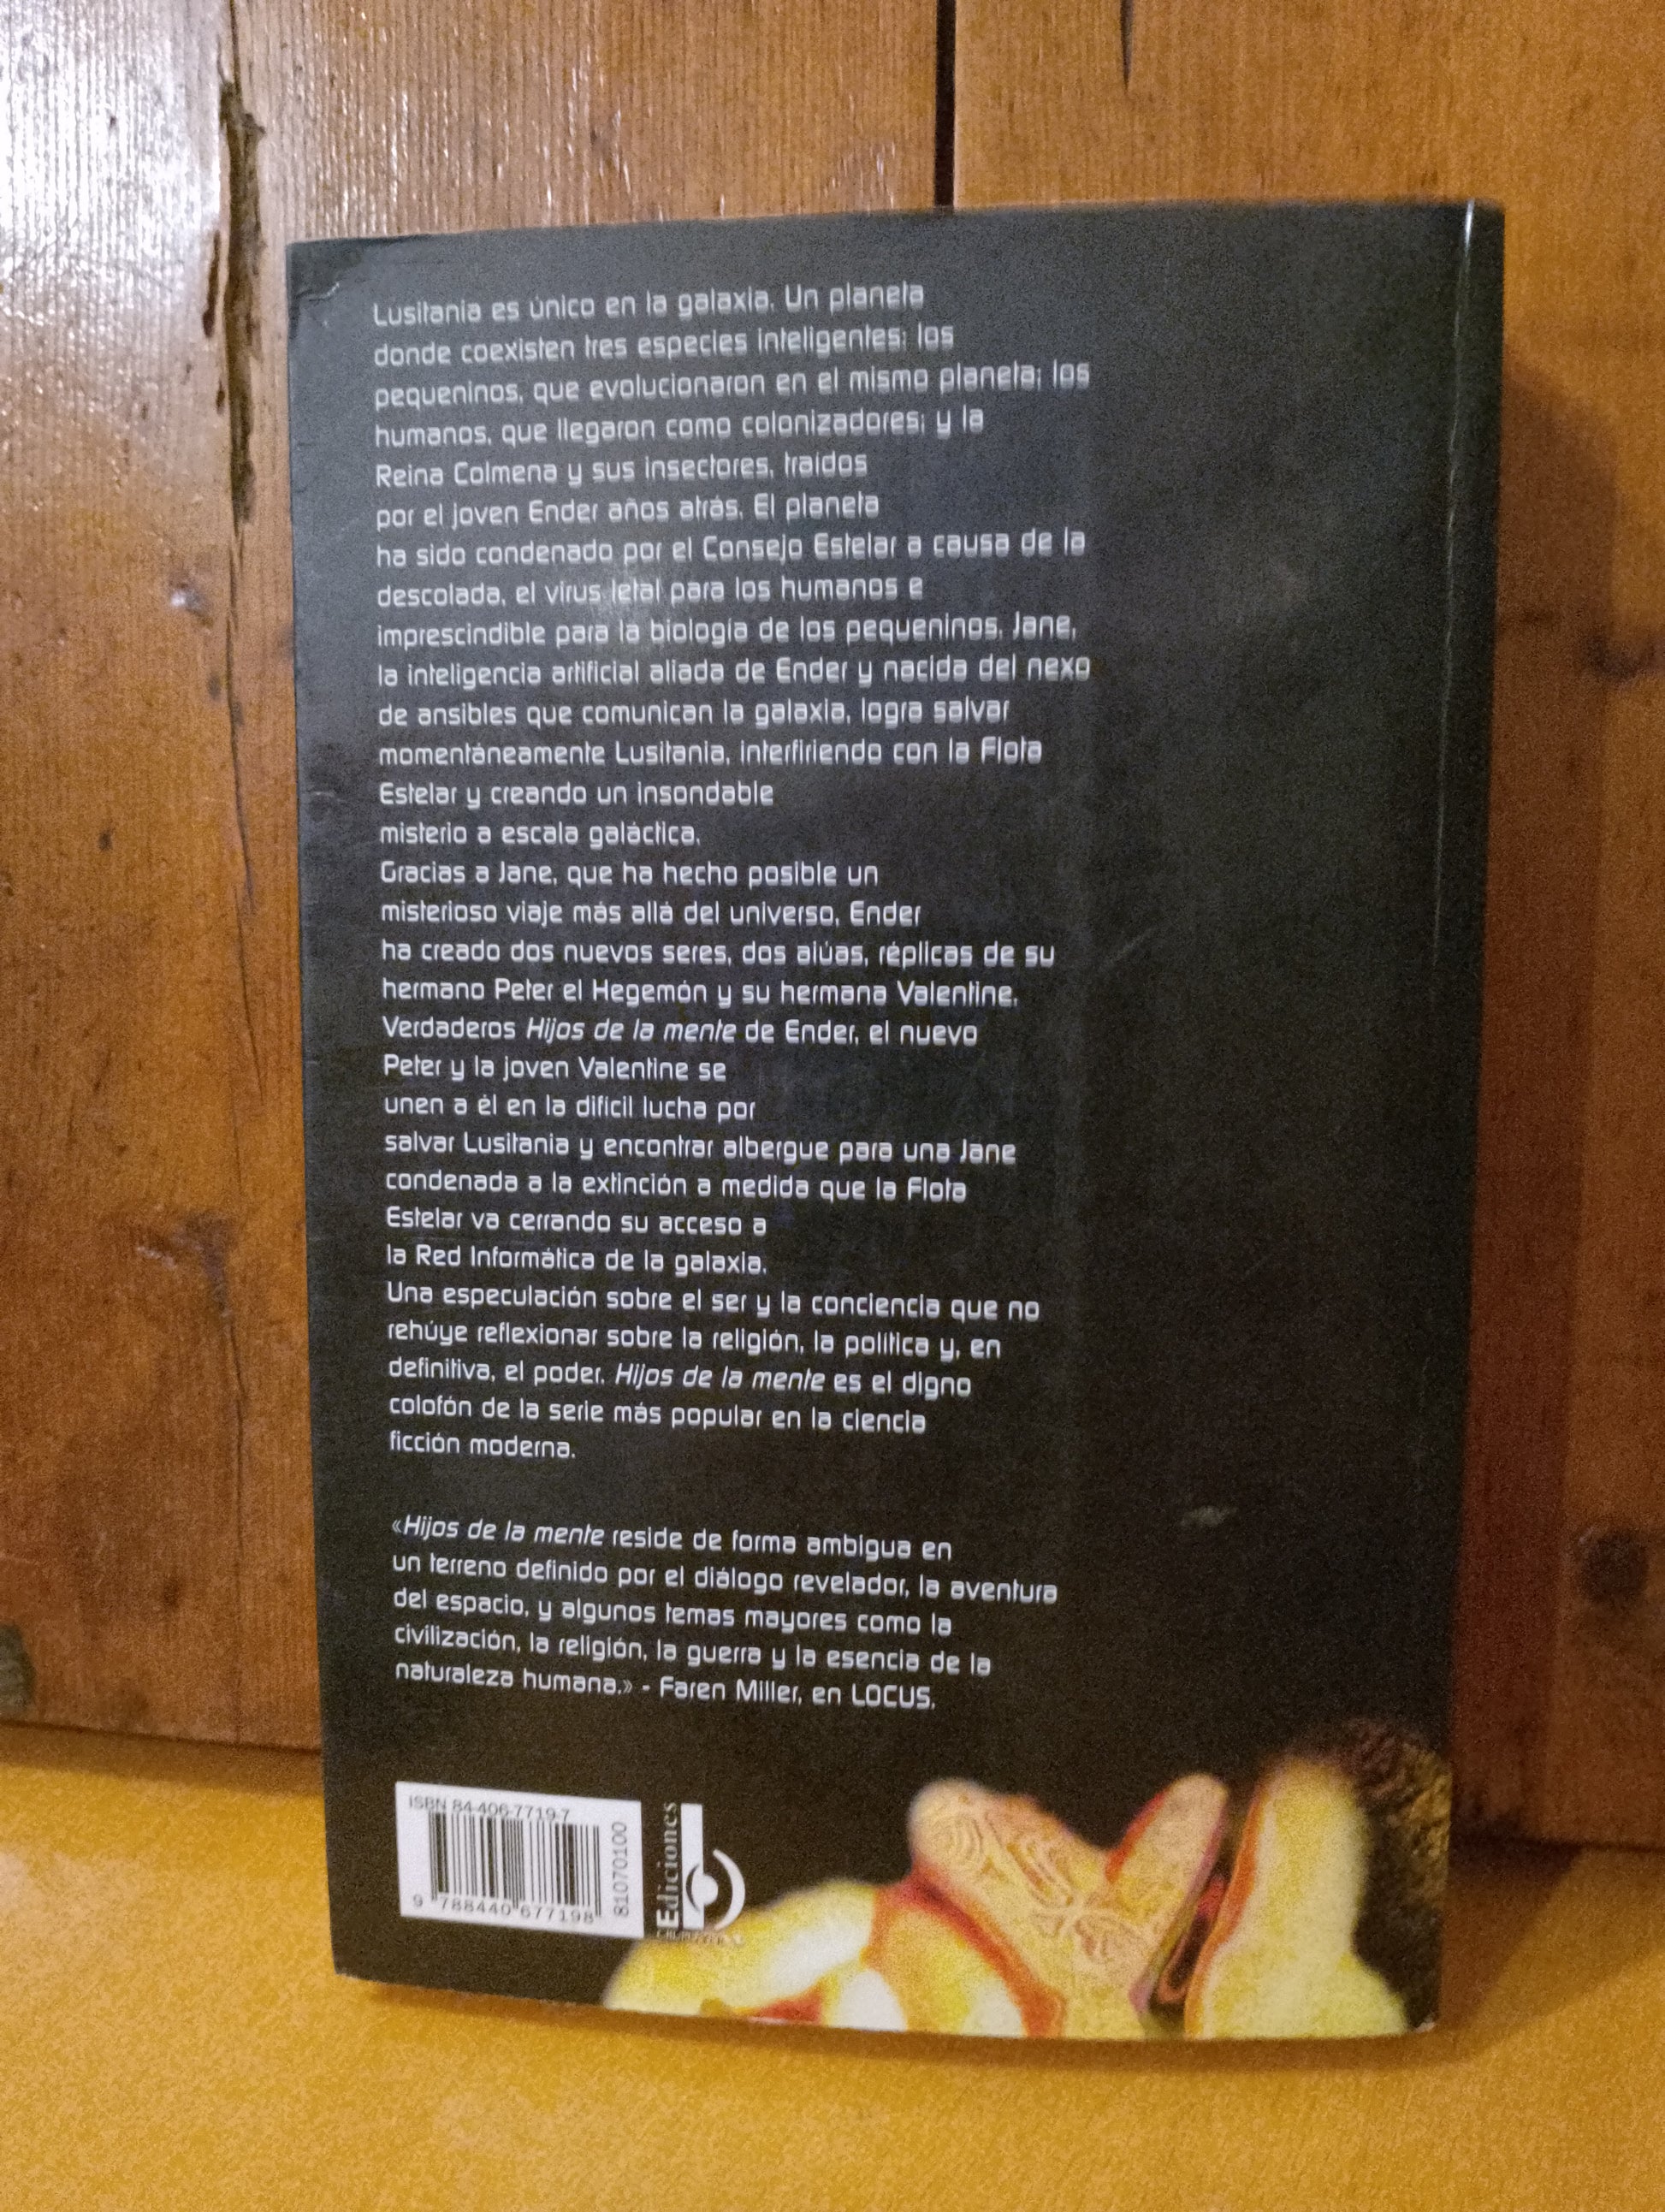 Lusitania es único en la galaxia. Un planeta
donde coexisten tres especies inteligentes: los
pequeninos, que evolucionaron en el mismo planeta; los
humanos, que llegaron como colonizadores; y la
Reina Colmena y sus insectores, traídos
por el joven Ender años atrás. El planeta
ha sido condenado por el Consejo Estelar a causa de la
descolada, el virus letal para los humanos e
imprescindible para la biología de los pequeninos. Jane,
la inteligencia artificial aliada de Ender y nacida del nexo
de ansibles que comunican la galaxia, logra salvar
momentáneamente Lusitania, interfiriendo con la Flota
Estelar y creando un insondable
misterio a escala galáctica.
Gracias a Jane, que ha hecho posible un
misterioso viaje más allá del universo, Ender
ha creado dos nuevos seres, dos aiúas, réplicas de su
hermano Peter el Hegemón y su hermana Valentine.
Verdaderos Hijos de la mente de Ender, el nuevo
Peter y la joven Valentine se
unen a él en la difícil lucha por
salvar Lusitania y encontrar albergue para una Jane
condenada a la extinción a medida que la Flota
Estelar va cerrando su acceso a
la Red Informática de la galaxia.
Una especulación sobre el ser y la conciencia que no
rehúye reflexionar sobre la religión, la política y, en
definitiva, el poder. Hijos de la mente es el digno
colofón de la serie más popular en la ciencia
ficción moderna.
«Hijos de la mente reside de forma ambigua en
un terreno definido por el diálogo revelador, la aventura
del espacio, y algunos temas mayores como la
civilización, la religión, la guerra y la esencia de la
naturaleza humana.» - Faren Miller, en LOCUS.
ISBN 84-406-7719-7
9 788440 677198
81070100
Ediciones